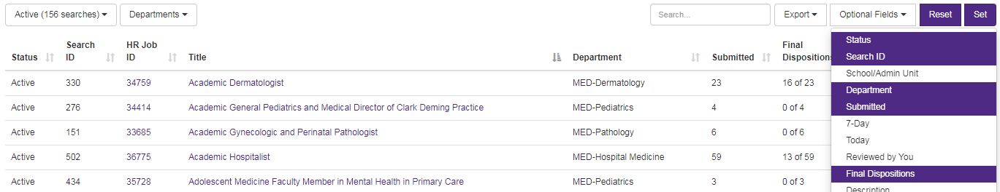 Active (156 searches) Departments Search... Export Optional Fields Reset Set
Status Search ID HR Job ID Title Department Submitted Final Dispositions
Active 330 34759 Academic Dermatologist MED-Dermatology 23 16 of 23
Active 276 34414 Academic General Pediatrics and Medical Director of Clark Deming Practice MED-Pediatrics 4 0 of 4
Active 151 33685 Academic Gynecologic and Perinatal Pathologist MED-Pathology 6 0 of 6
Active 502 36775 Academic Hospitalist MED-Hospital Medicine 59 13 of 59
Active 434 35728 Adolescent Medicine Faculty Member in Mental Health in Primary Care MED-Pediatrics 3 0 of 3
Status
Search ID
School/Admin Unit
Department
Submitted
7-Day
Today
Reviewed by You
Final Dispositions
Description